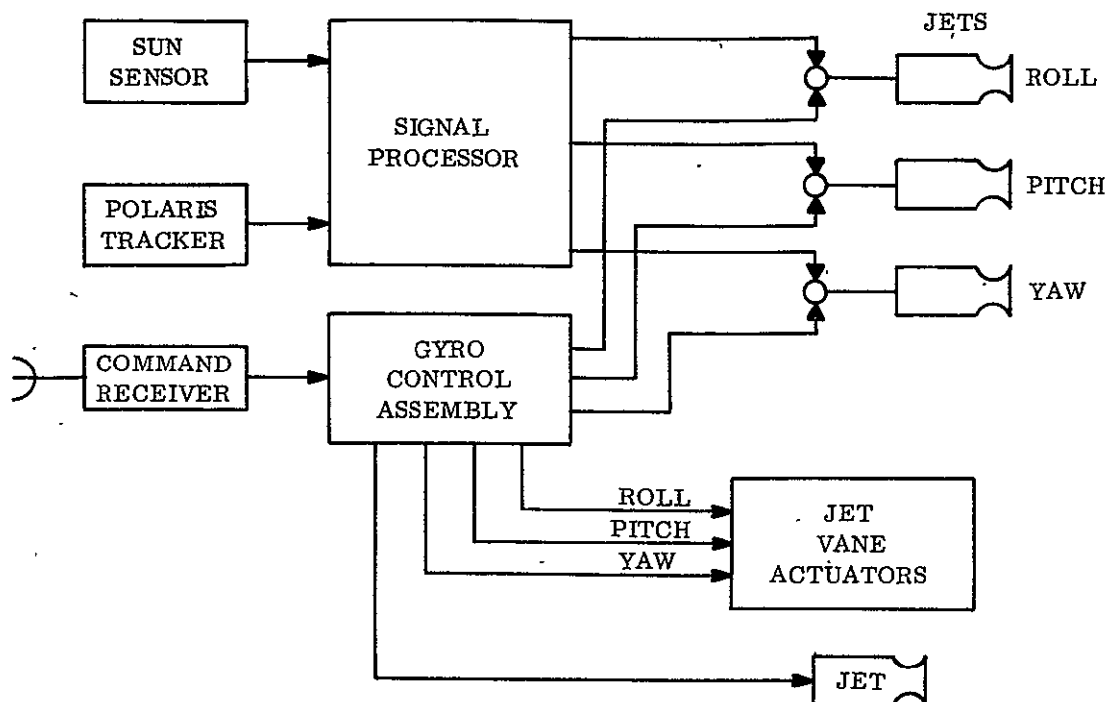 JETS
SUN
SENSOR
ROLL
SIGNAL
PROCESSOR
PITCH
POLARIS
TRACKER
YAW
COMMAND
RECEIVER
GYRO
CONTROL
ASSEMBLY
ROLL
PITCH
YAW
JET
VANE
ACTUATORS
JET